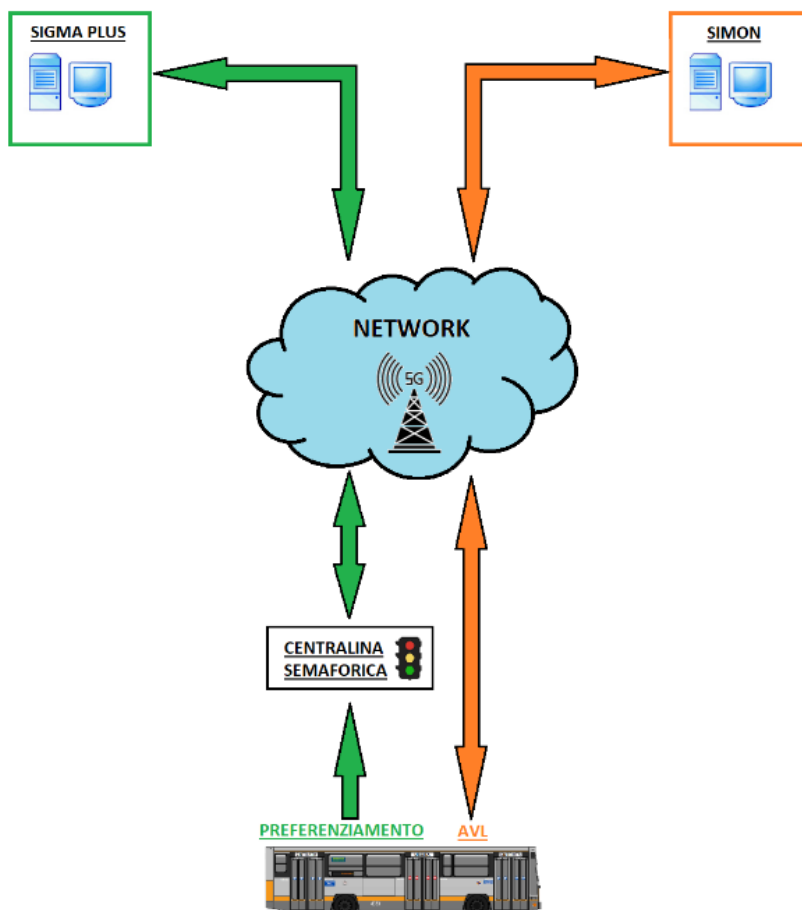 SIGMA PLUS
SIMON
NETWORK
5G
CENTRALINA
SEMAFORICA
PREFERENZIAMENTO
AVL